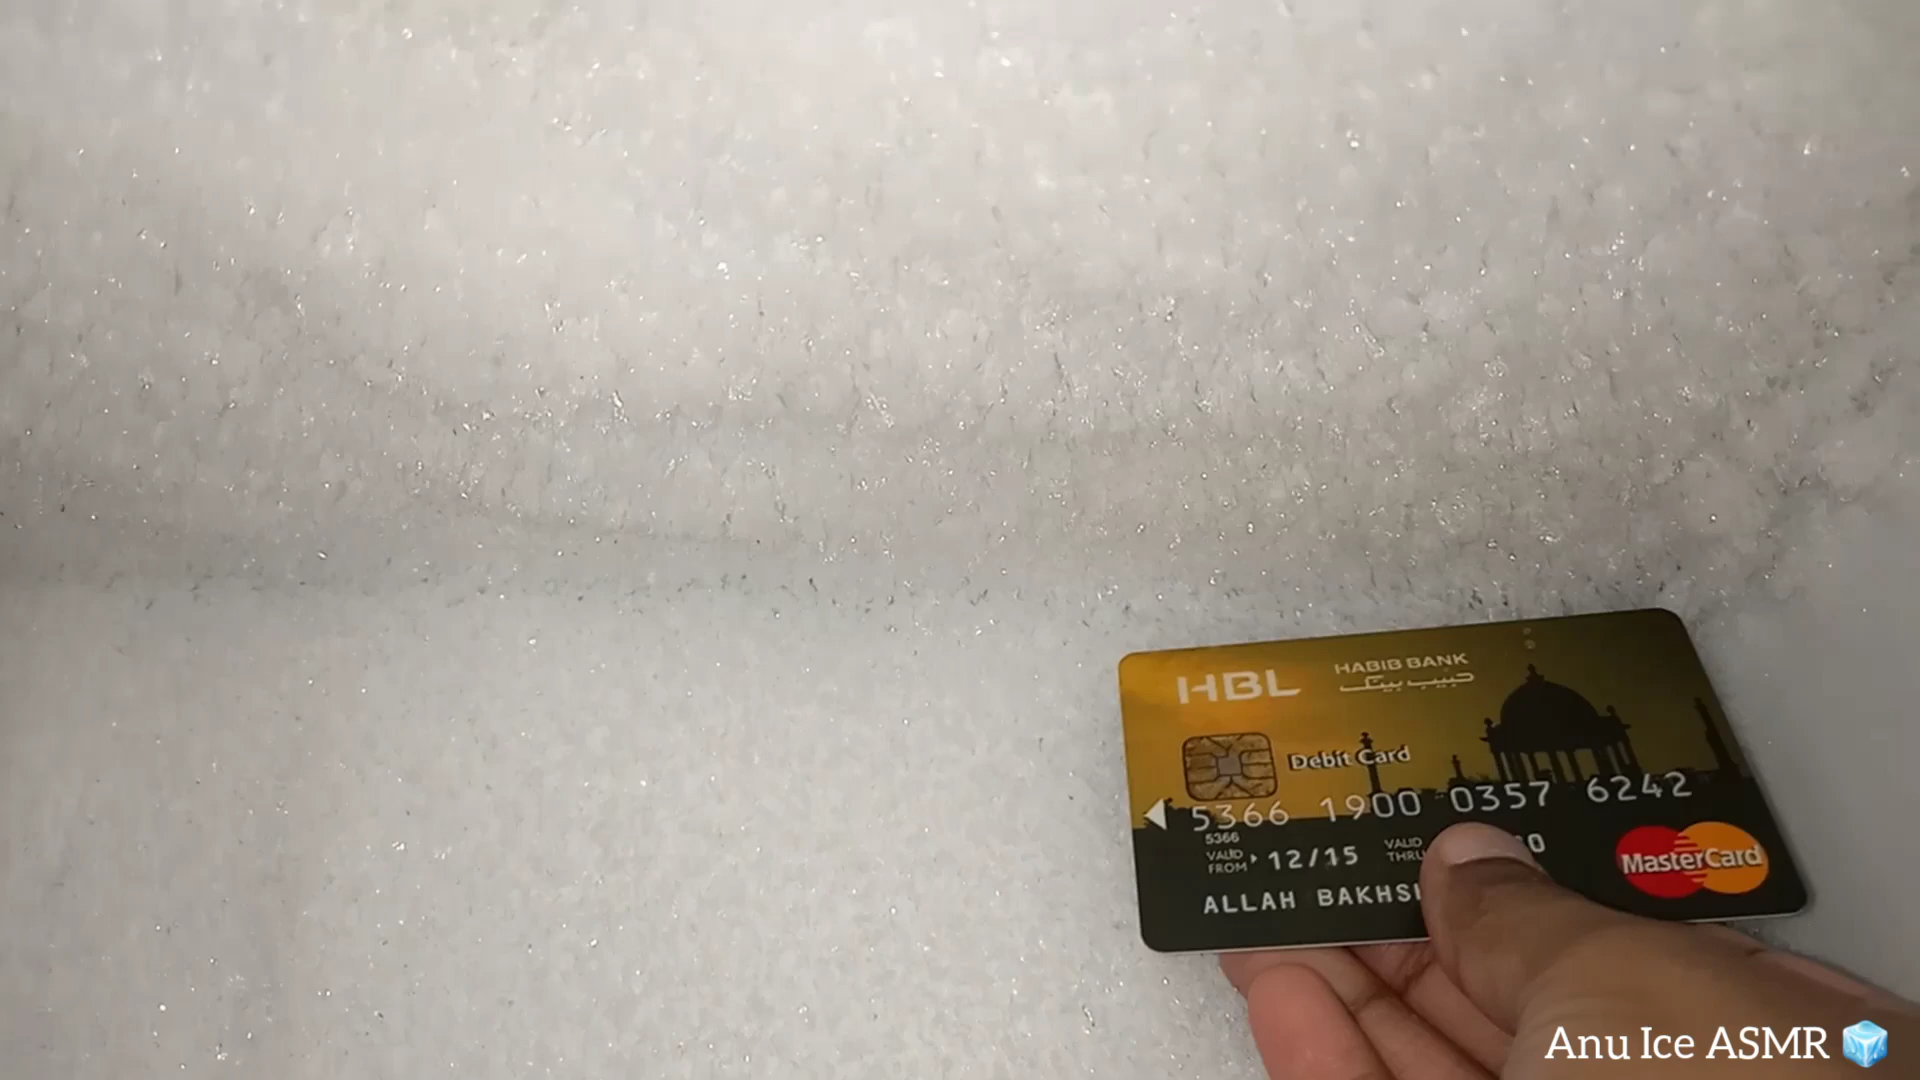 HBL
HABIB BANK
حبیب بینک
Debit Card
5366 1900 0357 6242
5366
VALID FROM 12/15
VALID THRU
ALLAH
MasterCard
Anu Ice ASMR